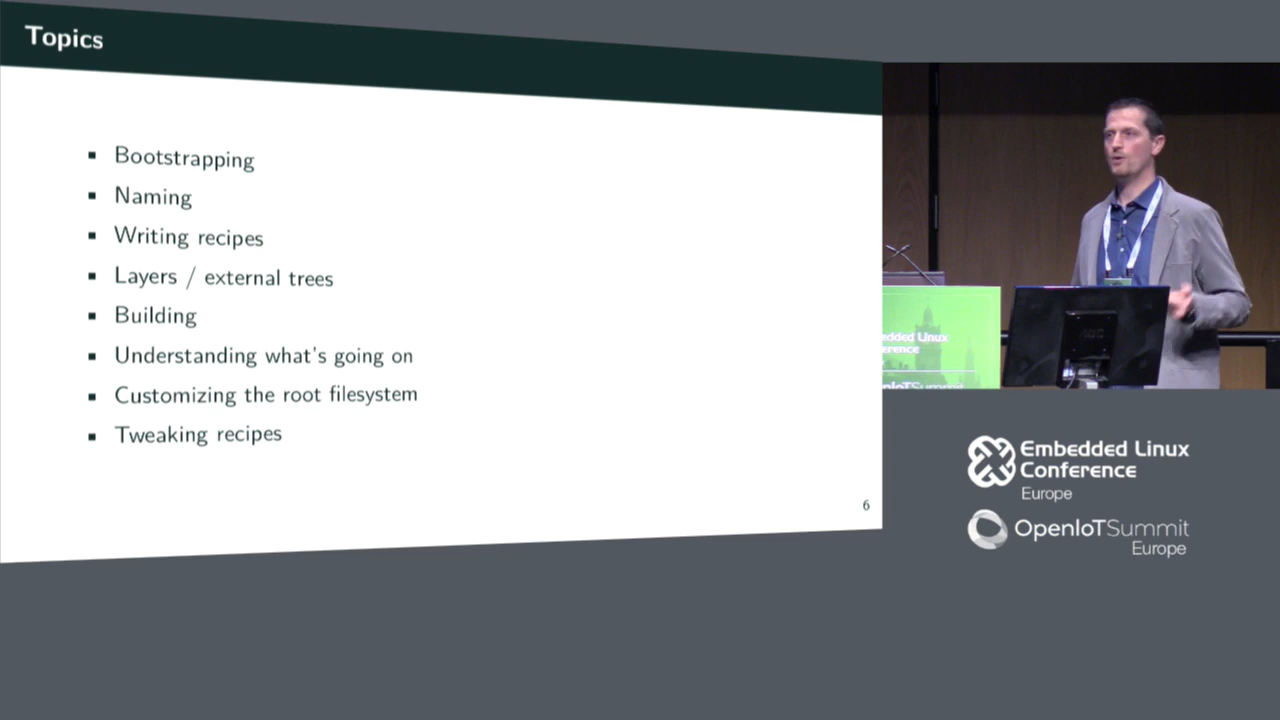 Topics
Bootstrapping
Naming
Writing recipes
Layers / external trees
Building
Understanding what's going on
Customizing the root filesystem
Tweaking recipes
6
Embedded Linux
Conference
Europe
OpenIoTSummit
Europe